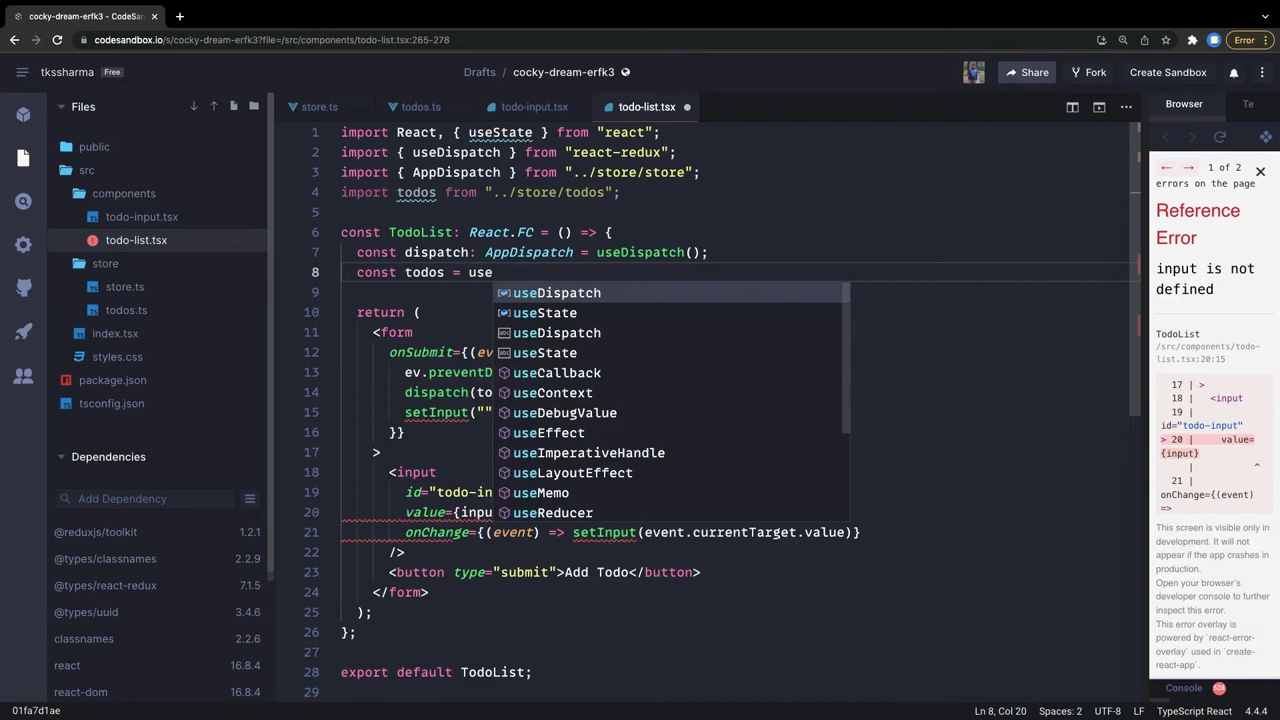 cocky-dream-erfk3 - CodeSan
codesandbox.io/s/cocky-dream-erfk3?file=/src/components/todo-list.tsx:265-278
Error
tkssharma Free
Drafts / cocky-dream-erfk3
Share Fork Create Sandbox
Files
public
src
components
todo-input.tsx
todo-list.tsx
store
store.ts
todos.ts
index.tsx
styles.css
package.json
tsconfig.json
Dependencies
Add Dependency
@reduxjs/toolkit 1.2.1
@types/classnames 2.2.9
@types/react-redux 7.1.5
@types/uuid 3.4.6
classnames 2.2.6
react 16.8.4
react-dom 16.8.4
01fa7d1ae
store.ts todos.ts todo-input.tsx todo-list.tsx
1 import React, { useState } from "react";
2 import { useDispatch } from "react-redux";
3 import { AppDispatch } from "../store/store";
4 import todos from "../store/todos";
5
6 const TodoList: React.FC = () => {
7 const dispatch: AppDispatch = useDispatch();
8 const todos = use
9
10 return (
11 <form
12 onSubmit={(ev
13 ev.preventD
14 dispatch(to
15 setInput(""
16 }}
17 >
18 <input
19 id="todo-in
20 value={inpu
21 onChange={(event) => setInput(event.currentTarget.value)}
22 />
23 <button type="submit">Add Todo</button>
24 </form>
25 );
26 };
27
28 export default TodoList;
29
useDispatch
useState
useDispatch
useState
useCallback
useContext
useDebugValue
useEffect
useImperativeHandle
useLayoutEffect
useMemo
useReducer
Browser Te
← → 1 of 2
errors on the page
Reference
Error
input is not
defined
TodoList
/src/components/todo-
list.tsx:20:15
17 | >
18 | <input
19 |
id="todo-input"
> 20 | value=
{input}
| ^
21 |
onChange={(event)
=>
This screen is visible only in
development. It will not
appear if the app crashes in
production.
Open your browser's
developer console to further
inspect this error.
This error overlay is
powered by `react-error-
overlay` used in `create-
react-app`.
Console 528
Ln 8, Col 20 Spaces: 2 UTF-8 LF TypeScript React 4.4.4